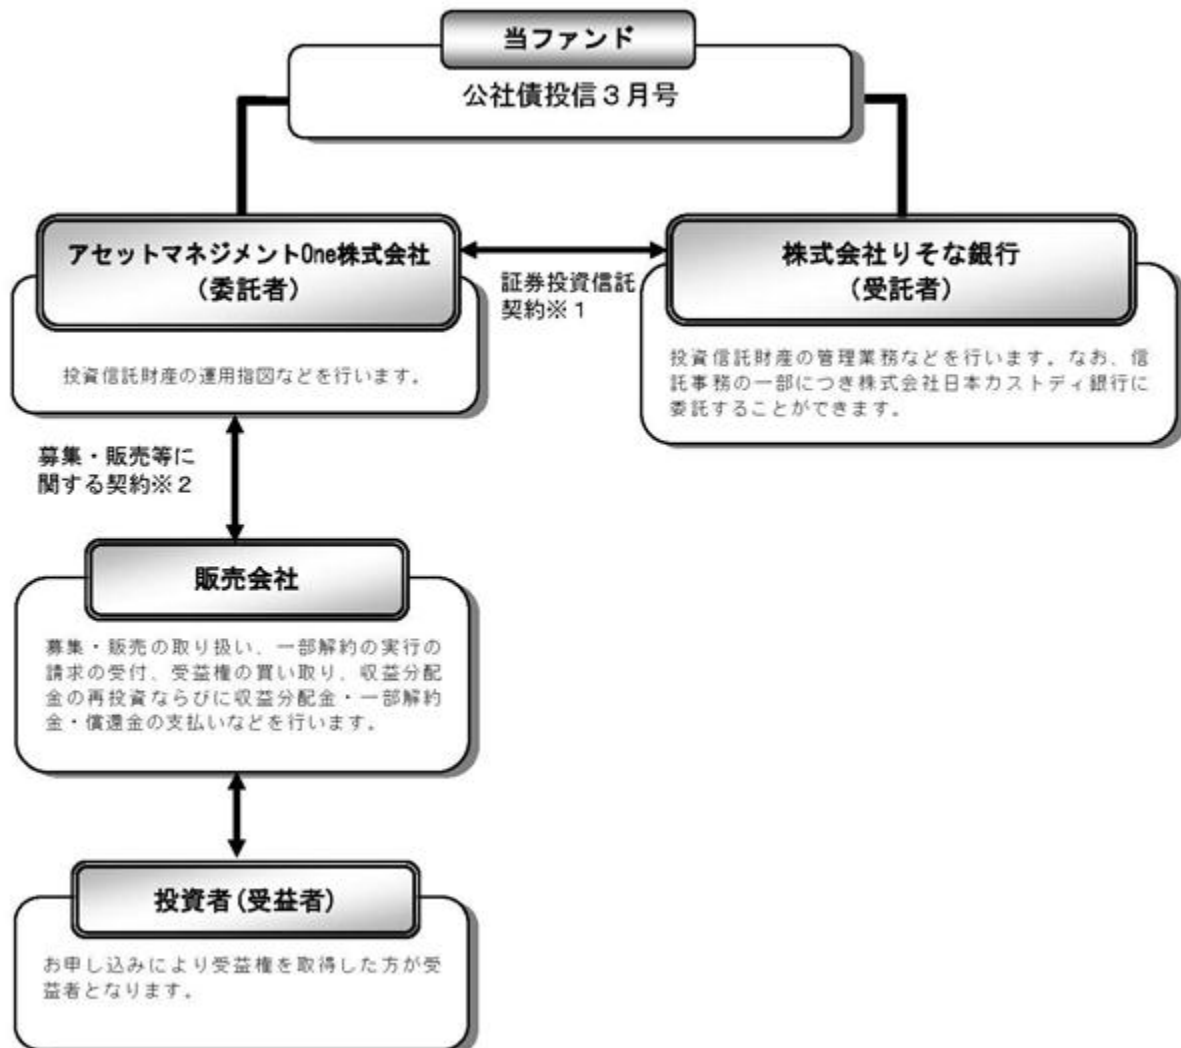 当ファンド
公社債投信3月号
アセットマネジメントOne株式会社
（委託者）
投資信託財産の運用指図などを行います。
証券投資信託
契約※1
株式会社りそな銀行
（受託者）
投資信託財産の管理業務などを行います。なお、信
託事務の一部につき株式会社日本カストディ銀行に
委託することができます。
募集・販売等に
関する契約※2
販売会社
募集・販売の取り扱い、一部解約の実行の
請求の受付、受益権の買い取り、収益分配
金の再投資ならびに収益分配金・一部解約
金・償還金の支払いなどを行います。
投資者(受益者)
お申し込みにより受益権を取得した方が受
益者となります。